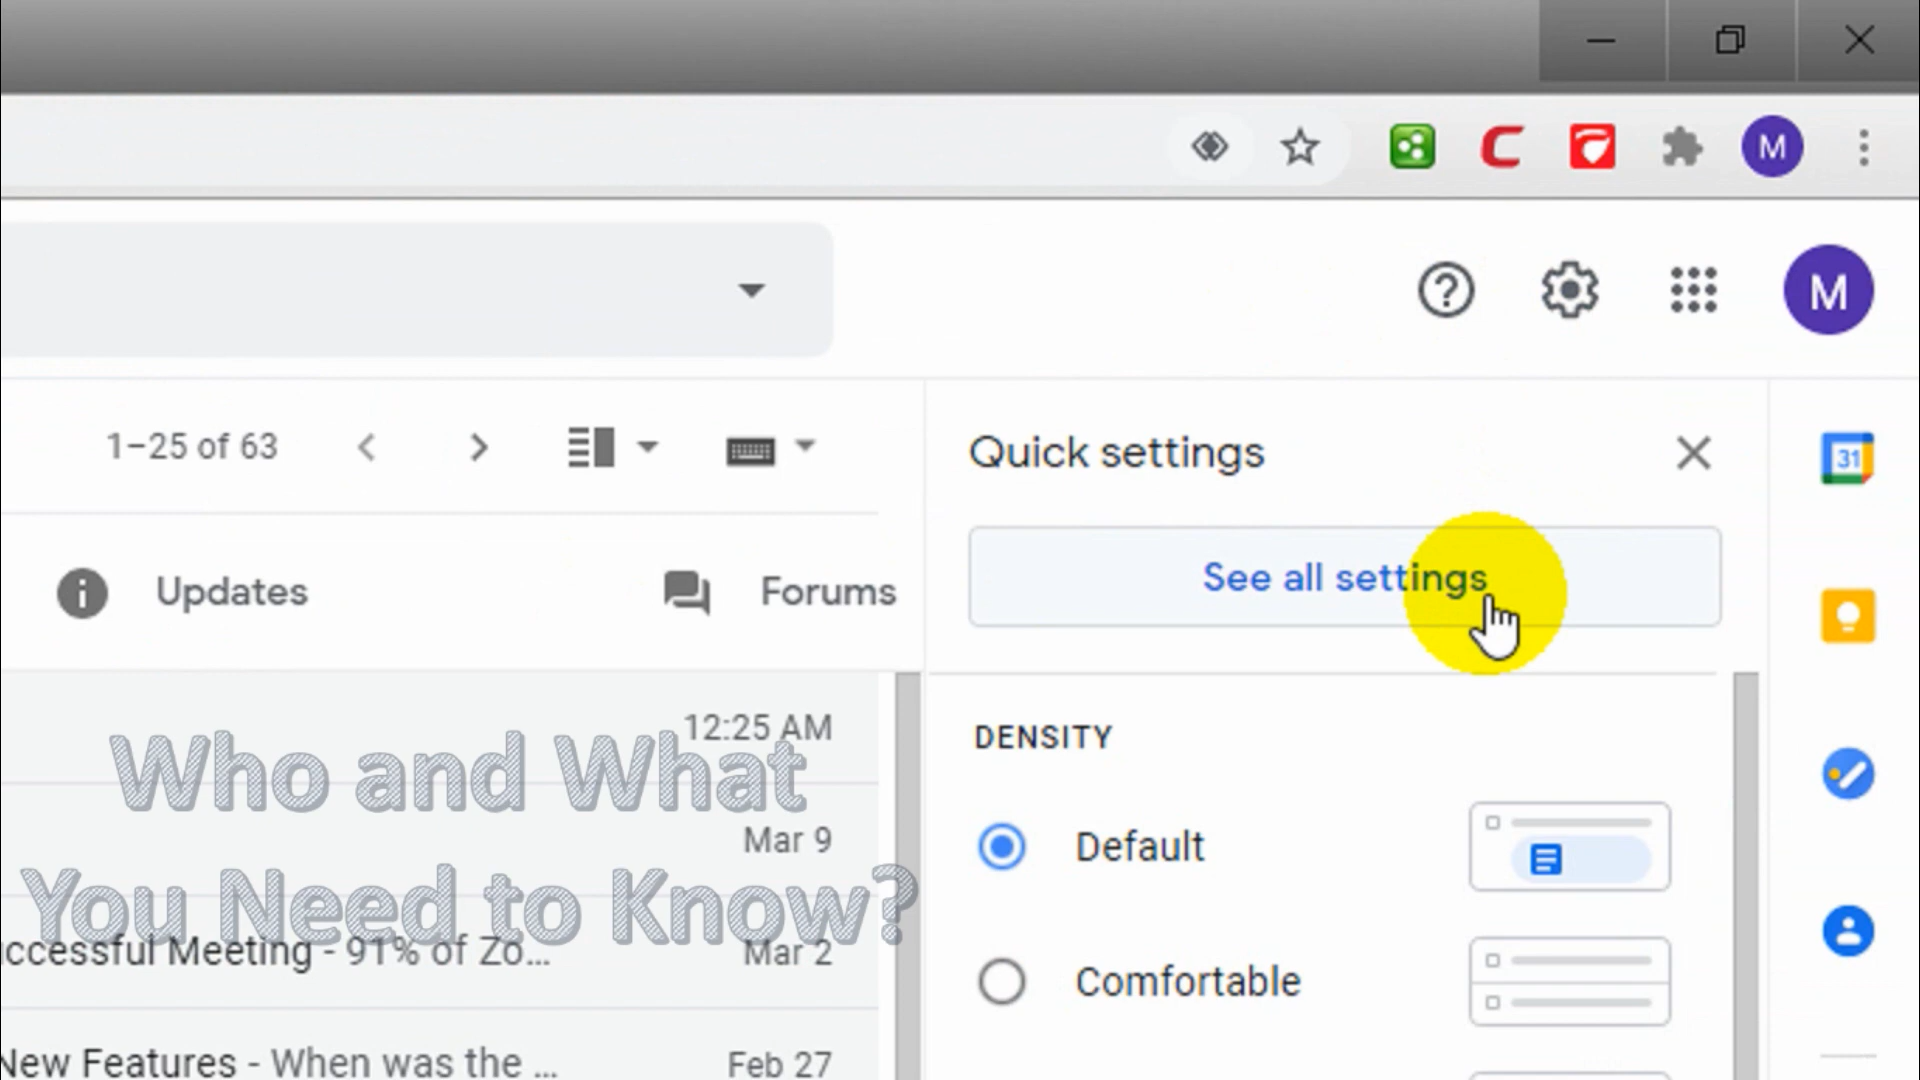 M
M
1–25 of 63
Quick settings
31
Updates
Forums
See all settings
12:25 AM
DENSITY
Who and What
Mar 9
Default
You Need to Know?
ccessful Meeting - 91% of Zo...
Mar 2
Comfortable
New Features - When was the ...
Feb 27